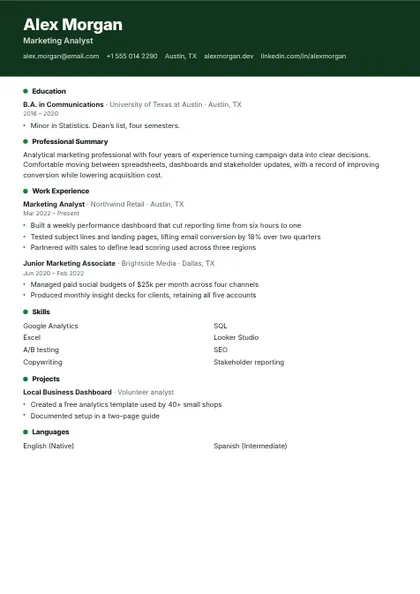 Alex Morgan
Marketing Analyst
alex.morgan@email.com +1 555 014 2290 Austin, TX alexmorgan.dev linkedin.com/in/alexmorgan
Education
B.A. in Communications · University of Texas at Austin · Austin, TX
2016 – 2020
• Minor in Statistics. Dean's list, four semesters.
Professional Summary
Analytical marketing professional with four years of experience turning campaign data into clear decisions.
Comfortable moving between spreadsheets, dashboards and stakeholder updates, with a record of improving
conversion while lowering acquisition cost.
Work Experience
Marketing Analyst · Northwind Retail · Austin, TX
Mar 2022 – Present
• Built a weekly performance dashboard that cut reporting time from six hours to one
• Tested subject lines and landing pages, lifting email conversion by 18% over two quarters
• Partnered with sales to define lead scoring used across three regions
Junior Marketing Associate · Brightside Media · Dallas, TX
Jun 2020 – Feb 2022
• Managed paid social budgets of $25k per month across four channels
• Produced monthly insight decks for clients, retaining all five accounts
Skills
Google Analytics SQL
Excel Looker Studio
A/B testing SEO
Copywriting Stakeholder reporting
Projects
Local Business Dashboard · Volunteer analyst
• Created a free analytics template used by 40+ small shops
• Documented setup in a two-page guide
Languages
English (Native) Spanish (Intermediate)